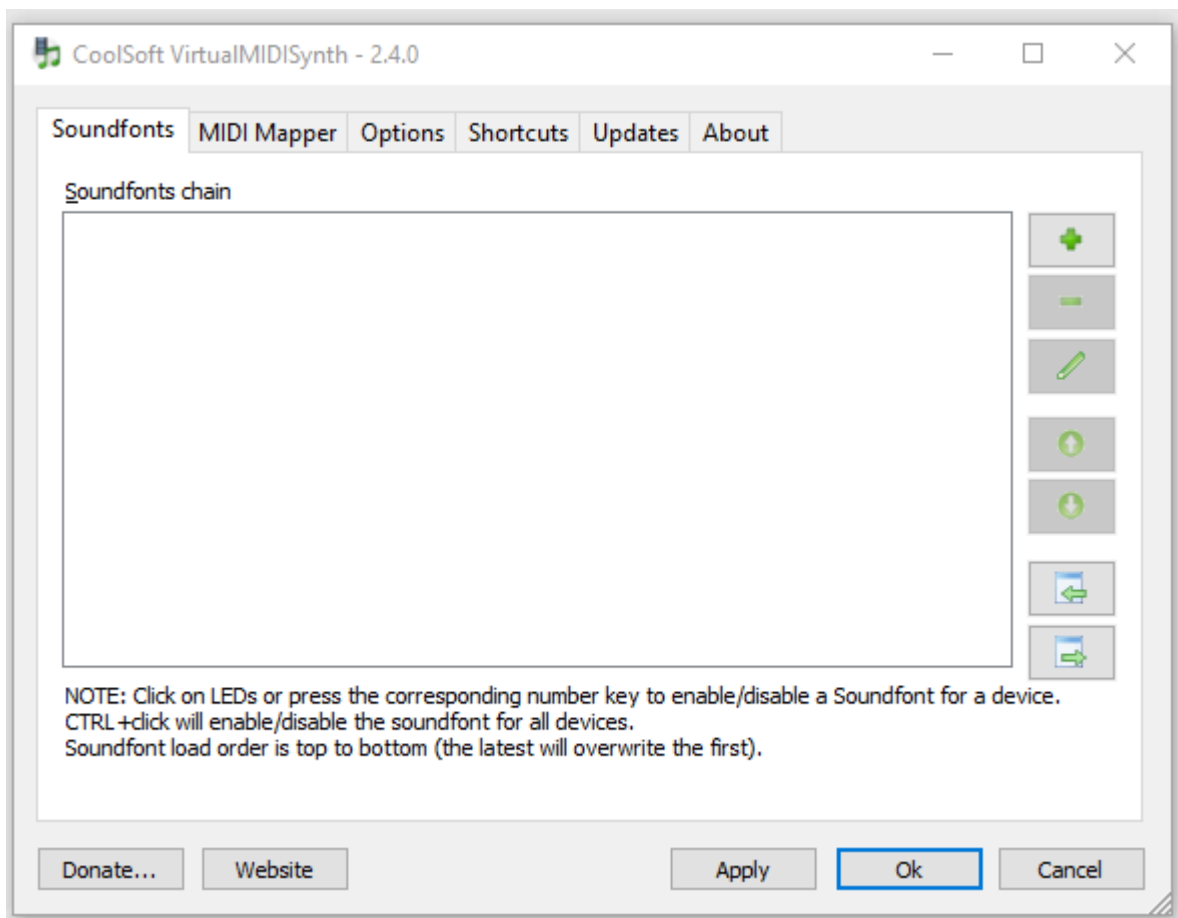 CoolSoft VirtualMIDISynth - 2.4.0
Soundfonts MIDI Mapper Options Shortcuts Updates About
Soundfonts chain
NOTE: Click on LEDs or press the corresponding number key to enable/disable a Soundfont for a device.
CTRL+click will enable/disable the soundfont for all devices.
Soundfont load order is top to bottom (the latest will overwrite the first).
Donate... Website Apply Ok Cancel